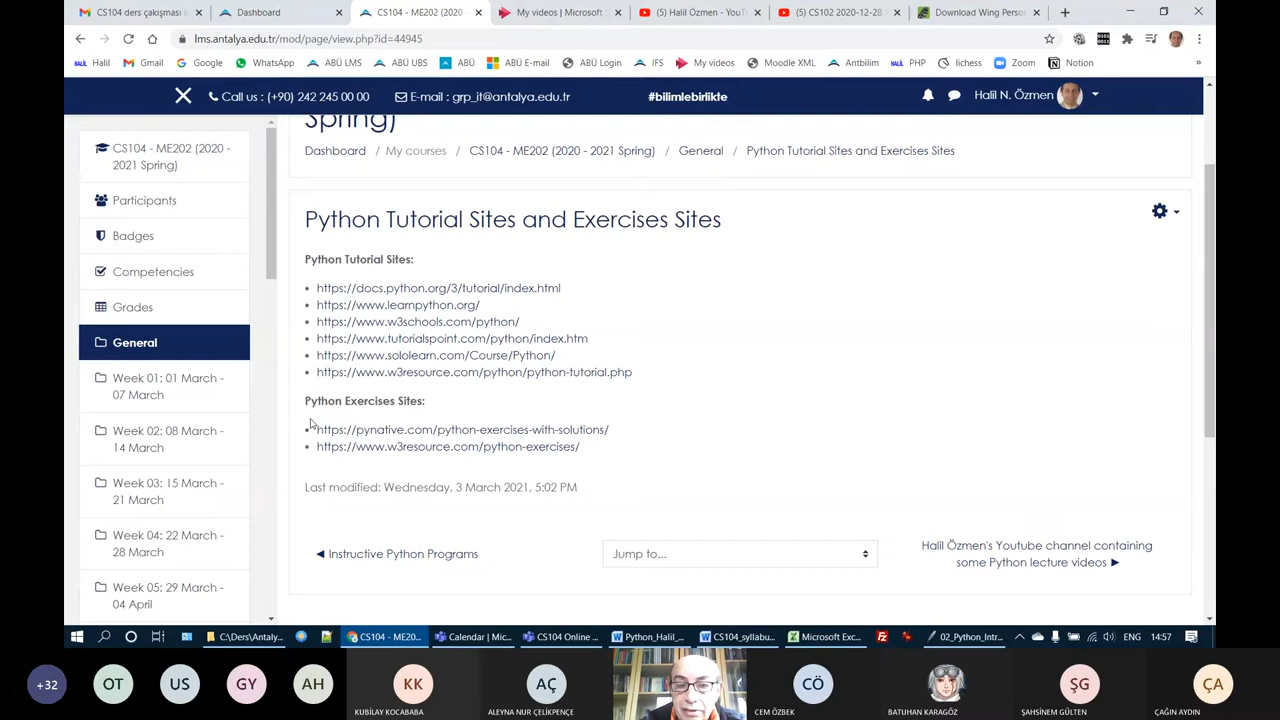 CS104 ders çakışması il
Dashboard
CS104 - ME202 (2020 -
My videos | Microsoft S
(5) Halil Özmen - YouT
(5) CS102 2020-12-28
Download Wing Perso
lms.antalya.edu.tr/mod/page/view.php?id=44945
Halil
Gmail
Google
WhatsApp
ABÜ LMS
ABÜ UBS
ABÜ
ABÜ E-mail
ABÜ Login
IFS
My videos
Moodle XML
Antbilim
PHP
lichess
Zoom
Notion
»
Call us : (+90) 242 245 00 00
E-mail : grp_it@antalya.edu.tr
#bilimlebirlikte
Halil N. Özmen
CS104 - ME202 (2020 -
2021 Spring)
Participants
Badges
Competencies
Grades
General
Week 01: 01 March -
07 March
Week 02: 08 March -
14 March
Week 03: 15 March -
21 March
Week 04: 22 March -
28 March
Week 05: 29 March -
04 April
Spring)
Dashboard / My courses / CS104 - ME202 (2020 - 2021 Spring) / General / Python Tutorial Sites and Exercises Sites
Python Tutorial Sites and Exercises Sites
Python Tutorial Sites:
• https://docs.python.org/3/tutorial/index.html
• https://www.learnpython.org/
• https://www.w3schools.com/python/
• https://www.tutorialspoint.com/python/index.htm
• https://www.sololearn.com/Course/Python/
• https://www.w3resource.com/python/python-tutorial.php
Python Exercises Sites:
• https://pynative.com/python-exercises-with-solutions/
• https://www.w3resource.com/python-exercises/
Last modified: Wednesday, 3 March 2021, 5:02 PM
◀ Instructive Python Programs
Jump to...
Halil Özmen's Youtube channel containing
some Python lecture videos ▶
C:\Ders\Antaly...
CS104 - ME20...
Calendar | Mic...
CS104 Online ...
Python_Halil_...
CS104_syllabu...
Microsoft Exc...
02_Python_Intr...
ENG
14:57
+32
OT
US
GY
AH
KK
KUBİLAY KOCABABA
AÇ
ALEYNA NUR ÇELİKPENÇE
CÖ
CEM ÖZBEK
BATUHAN KARAGÖZ
ŞG
ŞAHSİNEM GÜLTEN
ÇA
ÇAĞIN AYDIN